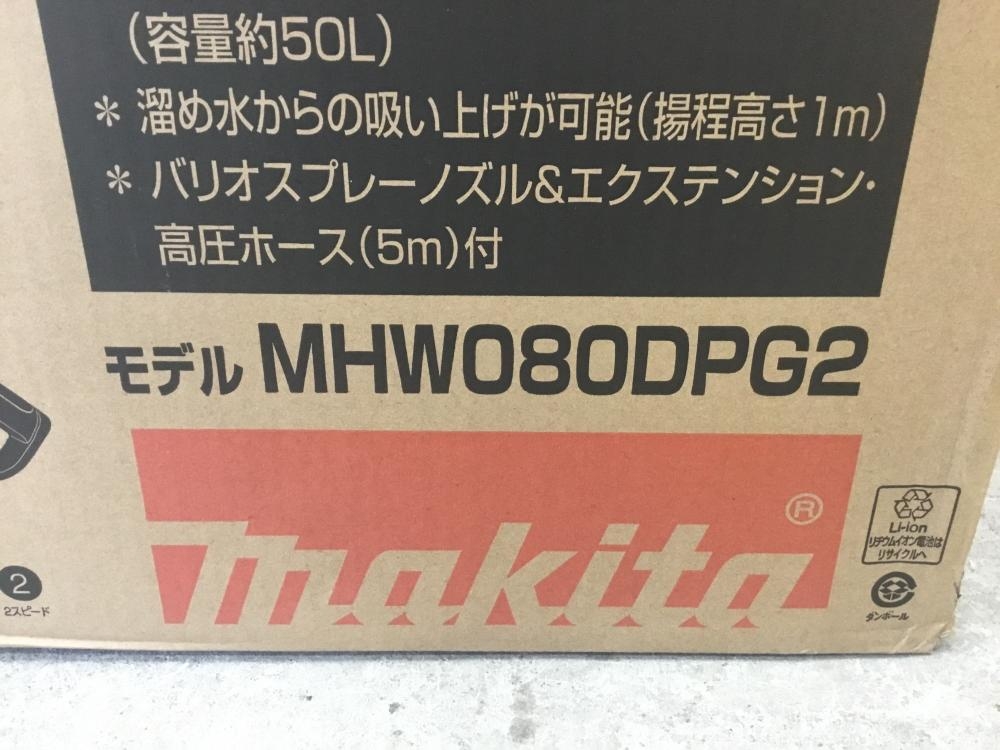 (容量約50L)
* 溜め水からの吸い上げが可能(揚程高さ1m)
* バリオスプレーノズル&エクステンション・
高圧ホース(5m)付
モデル MHW080DPG2
makita®
Li-ion
リチウムイオン電池は
リサイクルへ
2
2スピード
ダンボール